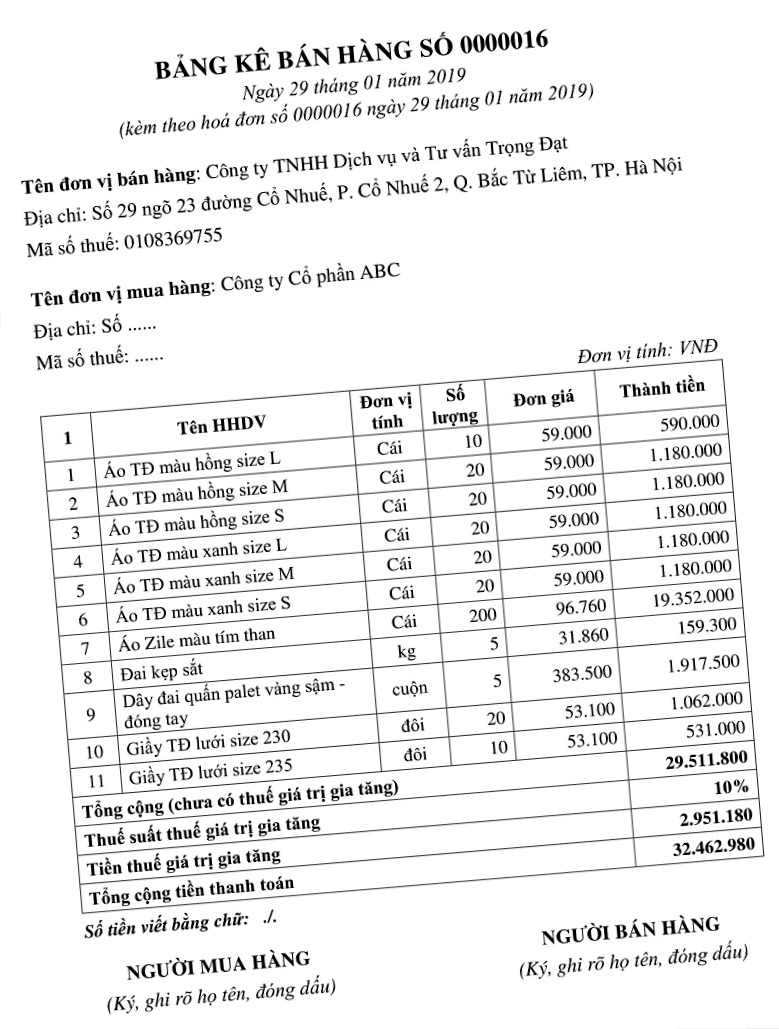 BẢNG KÊ BÁN HÀNG SỐ 0000016
Ngày 29 tháng 01 năm 2019
(kèm theo hoá đơn số 0000016 ngày 29 tháng 01 năm 2019)
Tên đơn vị bán hàng: Công ty TNHH Dịch vụ và Tư vấn Trọng Đạt
Địa chỉ: Số 29 ngõ 23 đường Cổ Nhuế, P. Cổ Nhuế 2, Q. Bắc Từ Liêm, TP. Hà Nội
Mã số thuế: 0108369755
Tên đơn vị mua hàng: Công ty Cổ phần ABC
Địa chỉ: Số ......
Mã số thuế: ......
Đơn vị tính: VNĐ
1 Tên HHDV Đơn vị tính Số lượng Đơn giá Thành tiền
1 Áo TĐ màu hồng size L Cái 10 59.000 590.000
2 Áo TĐ màu hồng size M Cái 20 59.000 1.180.000
3 Áo TĐ màu hồng size S Cái 20 59.000 1.180.000
4 Áo TĐ màu xanh size L Cái 20 59.000 1.180.000
5 Áo TĐ màu xanh size M Cái 20 59.000 1.180.000
6 Áo TĐ màu xanh size S Cái 20 59.000 1.180.000
7 Áo Zile màu tím than Cái 200 96.760 19.352.000
8 Đai kẹp sắt kg 5 31.860 159.300
9 Dây đai quấn palet vàng sậm - đóng tay cuộn 5 383.500 1.917.500
10 Giầy TĐ lưới size 230 đôi 20 53.100 1.062.000
11 Giầy TĐ lưới size 235 đôi 10 53.100 531.000
Tổng cộng (chưa có thuế giá trị gia tăng) 29.511.800
Thuế suất thuế giá trị gia tăng 10%
Tiền thuế giá trị gia tăng 2.951.180
Tổng cộng tiền thanh toán 32.462.980
Số tiền viết bằng chữ: ./.
NGƯỜI MUA HÀNG NGƯỜI BÁN HÀNG
(Ký, ghi rõ họ tên, đóng dấu) (Ký, ghi rõ họ tên, đóng dấu)